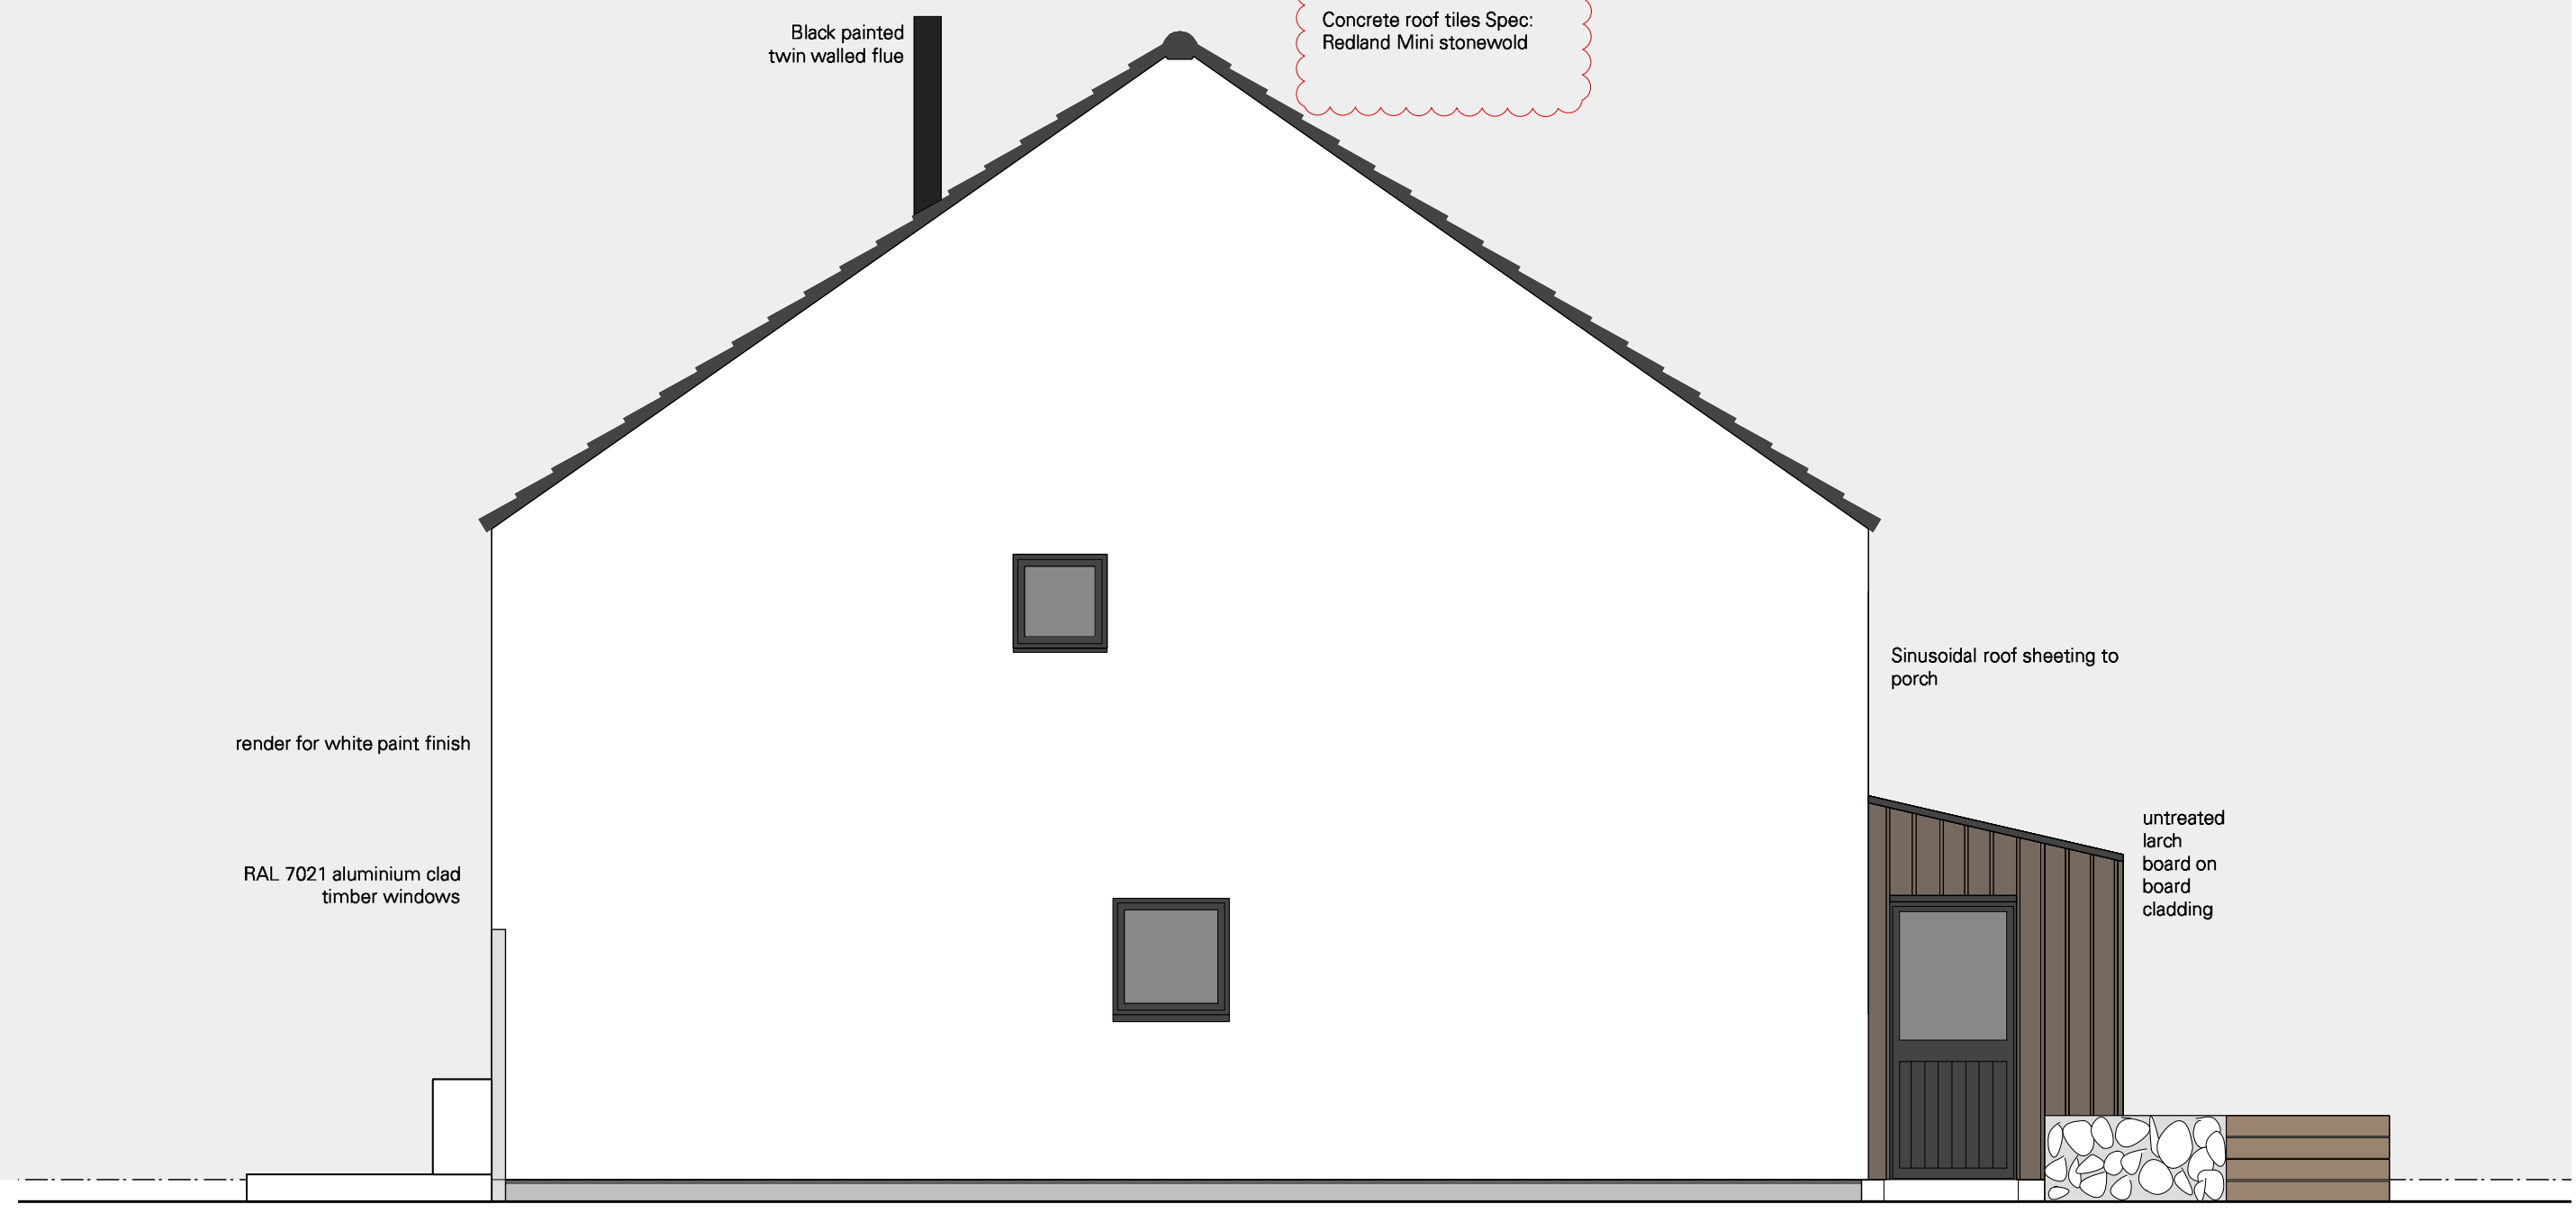 Black painted
twin walled flue
Concrete roof tiles Spec:
Redland Mini stonewold
Sinusoidal roof sheeting to
porch
render for white paint finish
RAL 7021 aluminium clad
timber windows
untreated
larch
board on
board
cladding